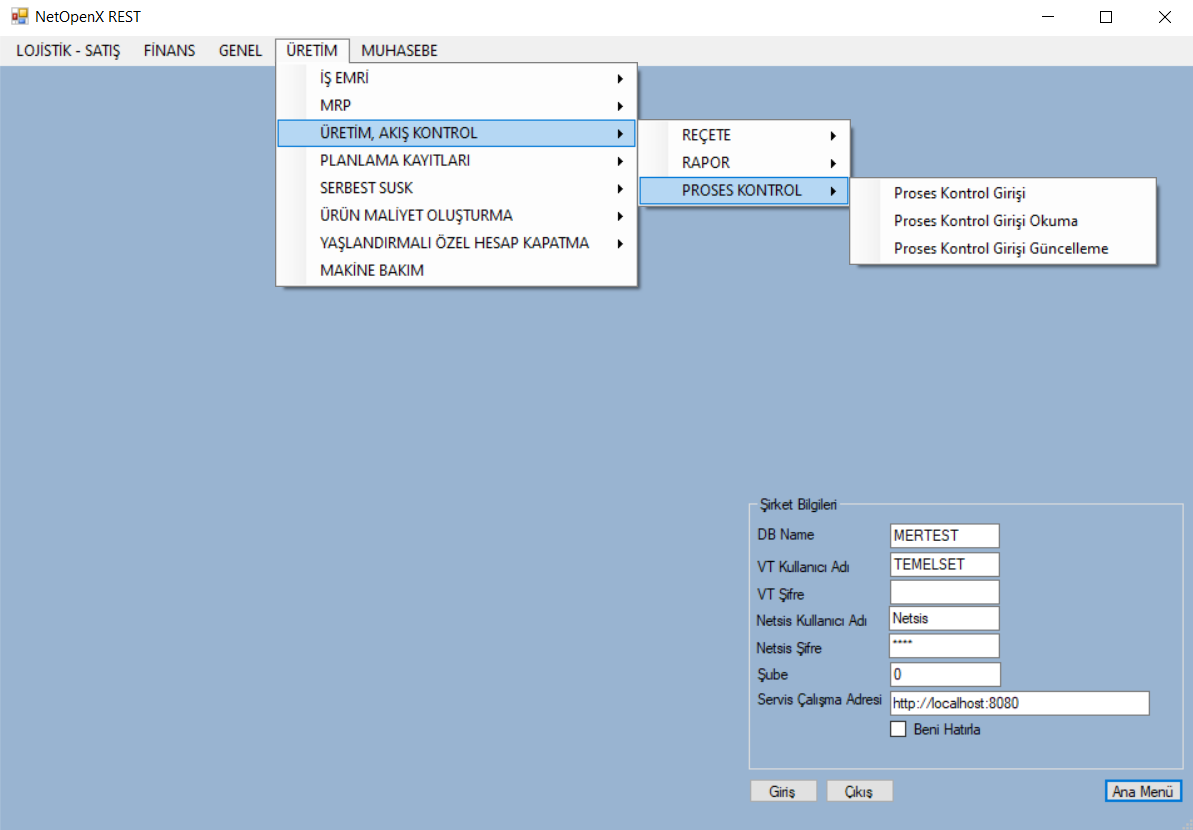 NetOpenX REST
LOJİSTİK - SATIŞ FİNANS GENEL ÜRETİM MUHASEBE
İŞ EMRİ
MRP
ÜRETİM, AKIŞ KONTROL
PLANLAMA KAYITLARI
SERBEST SUSK
ÜRÜN MALİYET OLUŞTURMA
YAŞLANDIRMALI ÖZEL HESAP KAPATMA
MAKİNE BAKIM
REÇETE
RAPOR
PROSES KONTROL
Proses Kontrol Girişi
Proses Kontrol Girişi Okuma
Proses Kontrol Girişi Güncelleme
Şirket Bilgileri
DB Name MERTEST
VT Kullanıcı Adı TEMELSET
VT Şifre
Netsis Kullanıcı Adı Netsis
Netsis Şifre ****
Şube 0
Servis Çalışma Adresi http://localhost:8080
Beni Hatırla
Giriş Çıkış Ana Menü